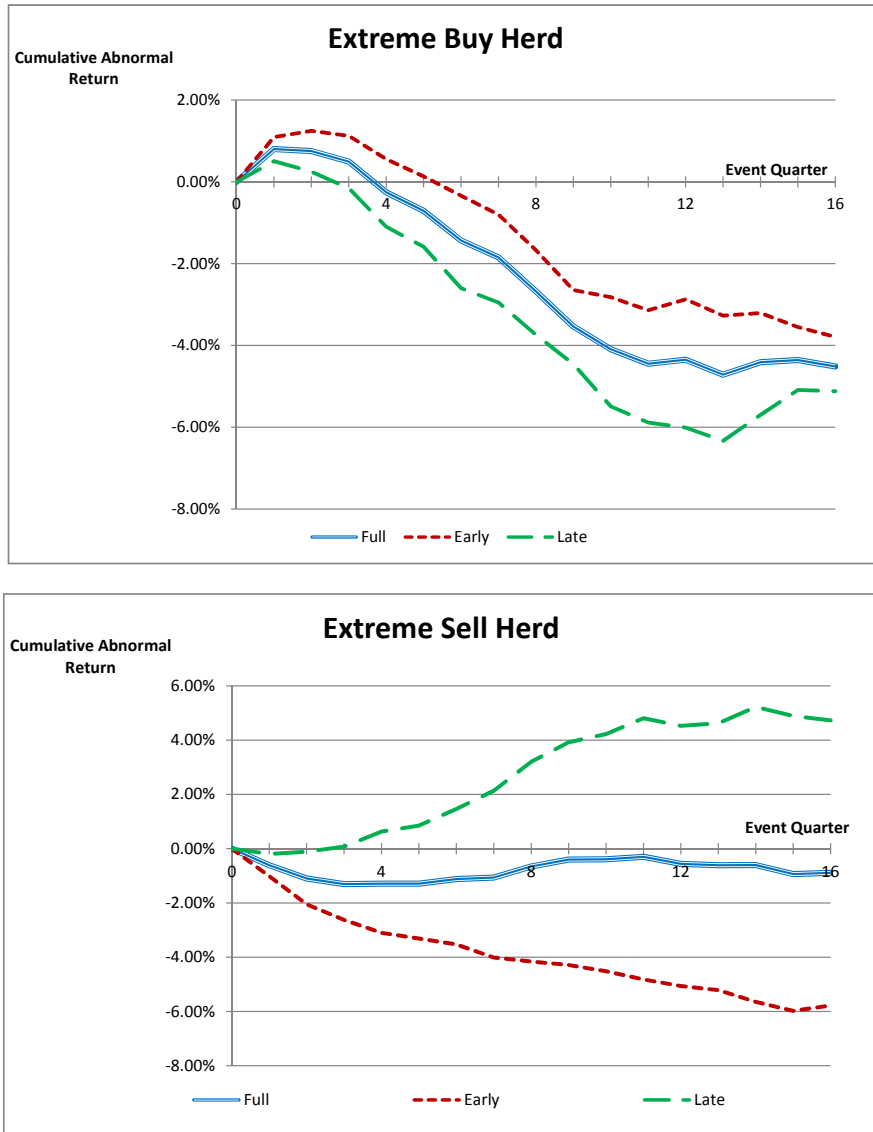 Extreme Buy Herd
Cumulative Abnormal
Return
2.00%
Event Quarter
0.00%
0 4 8 12 16
-2.00%
-4.00%
-6.00%
-8.00%
Full Early Late
Extreme Sell Herd
Cumulative Abnormal
Return
6.00%
4.00%
2.00%
Event Quarter
0.00%
0 4 8 12 16
-2.00%
-4.00%
-6.00%
-8.00%
Full Early Late